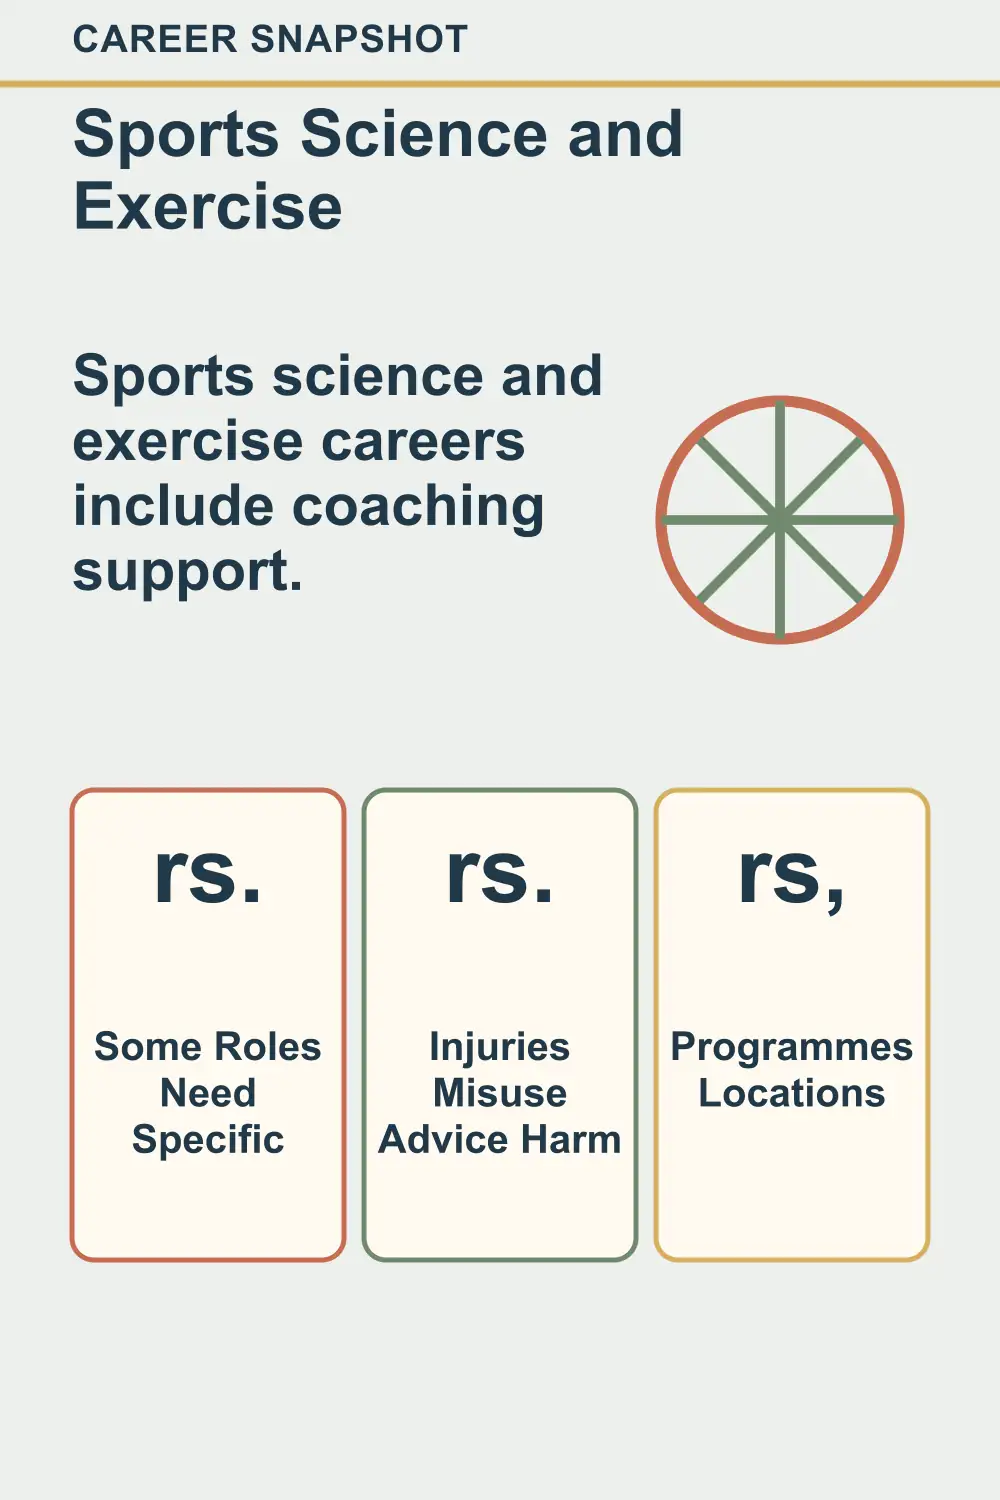 CAREER SNAPSHOT
Sports Science and
Exercise
Sports science and
exercise careers
include coaching
support.
rs.
Some Roles
Need
Specific
rs.
Injuries
Misuse
Advice Harm
rs,
Programmes
Locations